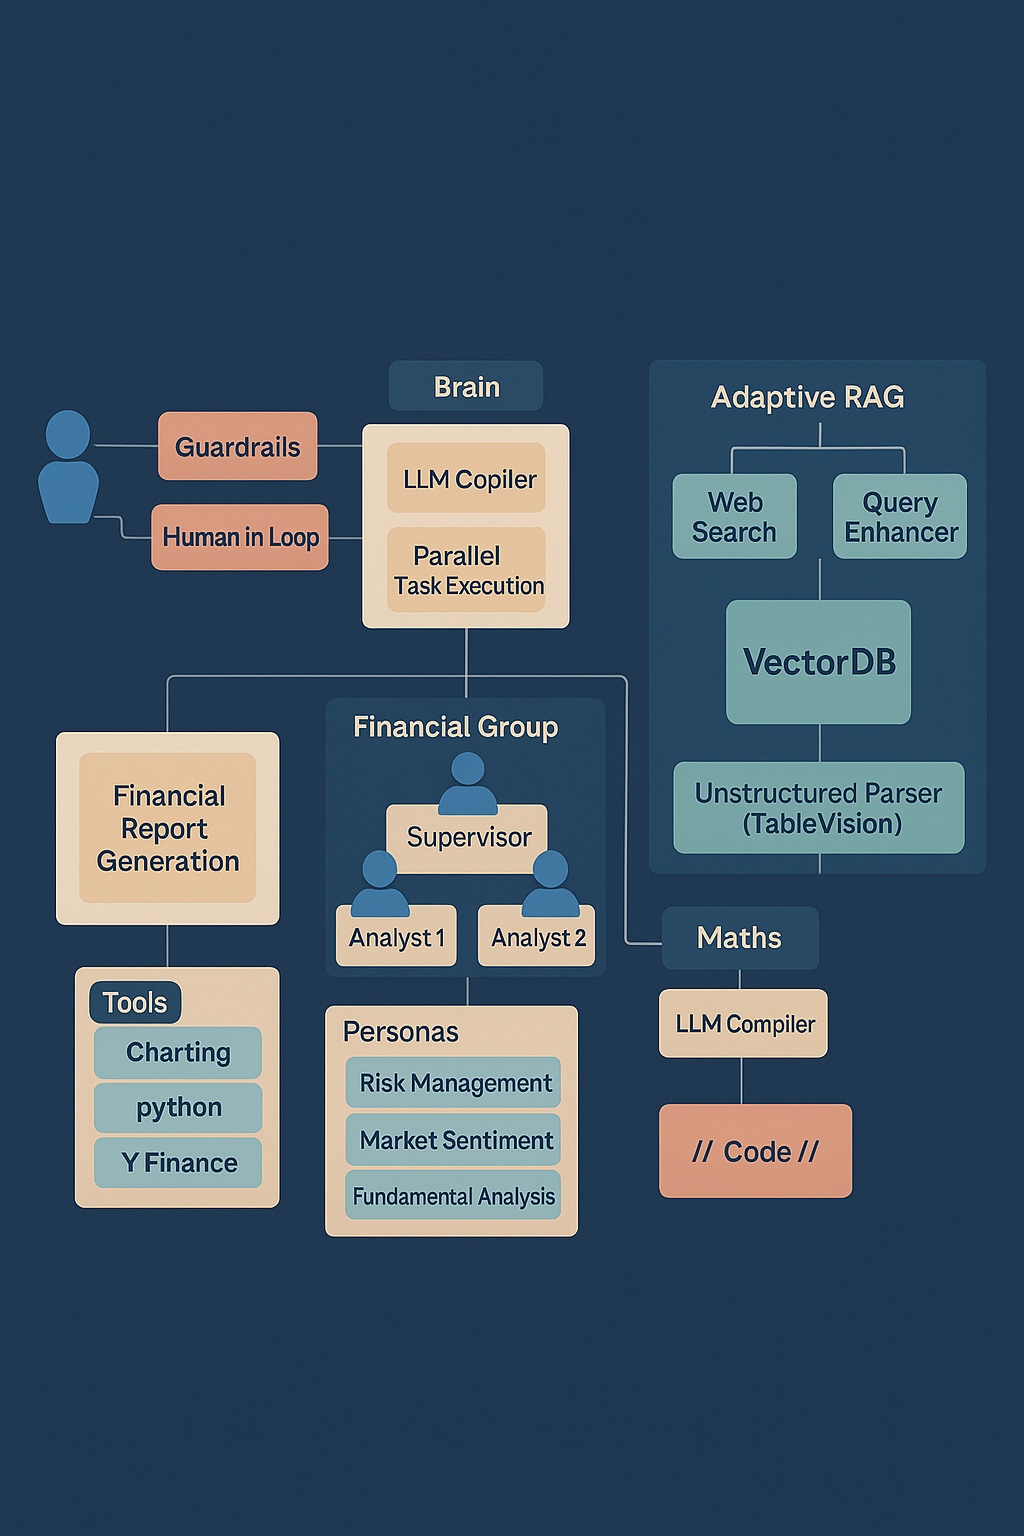 Brain
Guardrails
Human in Loop
LLM Copiler
Parallel
Task Execution
Adaptive RAG
Web
Search
Query
Enhancer
VectorDB
Unstructured Parser
(TableVision)
Financial
Report
Generation
Tools
Charting
python
Y Finance
Financial Group
Supervisor
Analyst 1
Analyst 2
Personas
Risk Management
Market Sentiment
Fundamental Analysis
Maths
LLM Compiler
// Code //